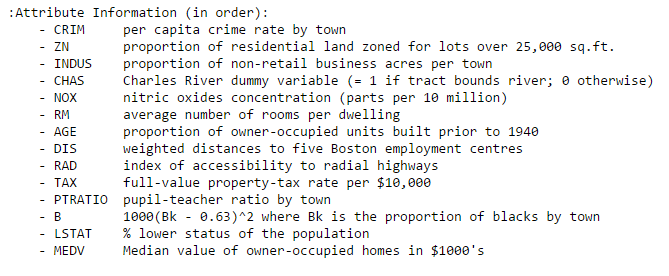 :Attribute Information (in order):
- CRIM per capita crime rate by town
- ZN proportion of residential land zoned for lots over 25,000 sq.ft.
- INDUS proportion of non-retail business acres per town
- CHAS Charles River dummy variable (= 1 if tract bounds river; 0 otherwise)
- NOX nitric oxides concentration (parts per 10 million)
- RM average number of rooms per dwelling
- AGE proportion of owner-occupied units built prior to 1940
- DIS weighted distances to five Boston employment centres
- RAD index of accessibility to radial highways
- TAX full-value property-tax rate per $10,000
- PTRATIO pupil-teacher ratio by town
- B 1000(Bk - 0.63)^2 where Bk is the proportion of blacks by town
- LSTAT % lower status of the population
- MEDV Median value of owner-occupied homes in $1000's